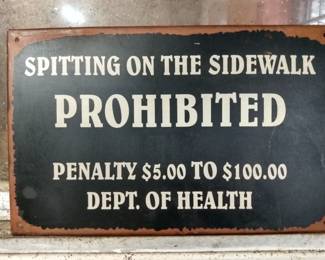 SPITTING ON THE SIDEWALK
PROHIBITED
PENALTY $5.00 TO $100.00
DEPT. OF HEALTH